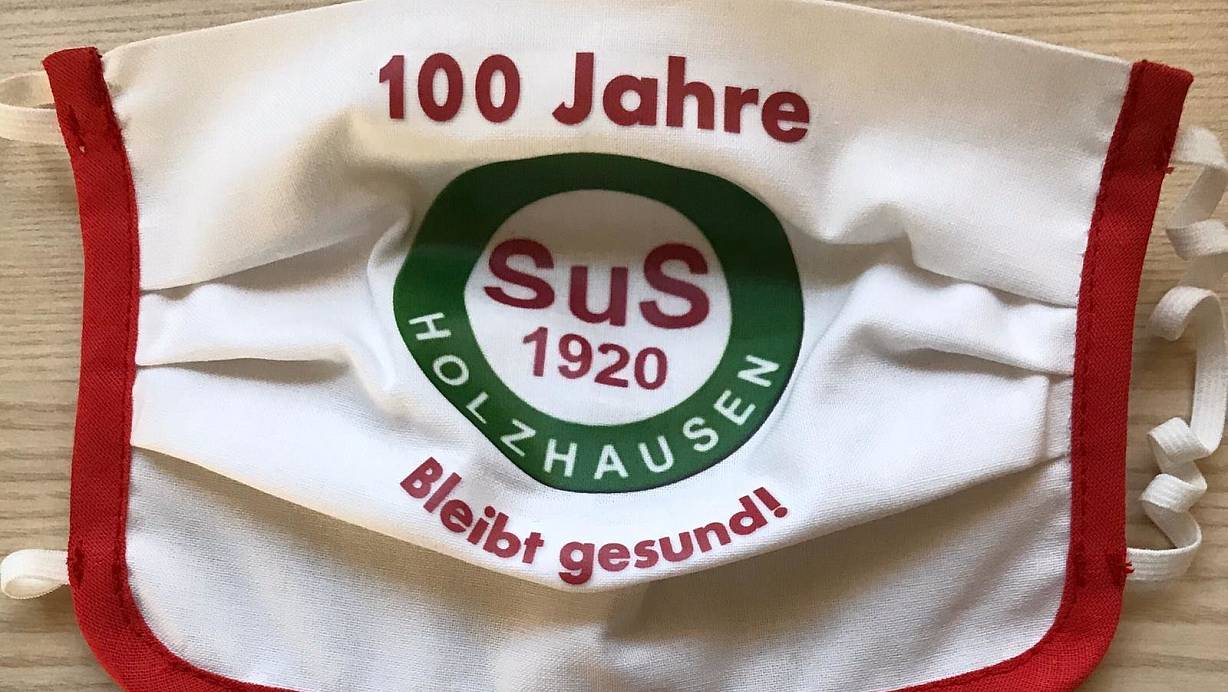 100 Jahre
SuS
1920
HOLZHAUSEN
Bleibt gesund!